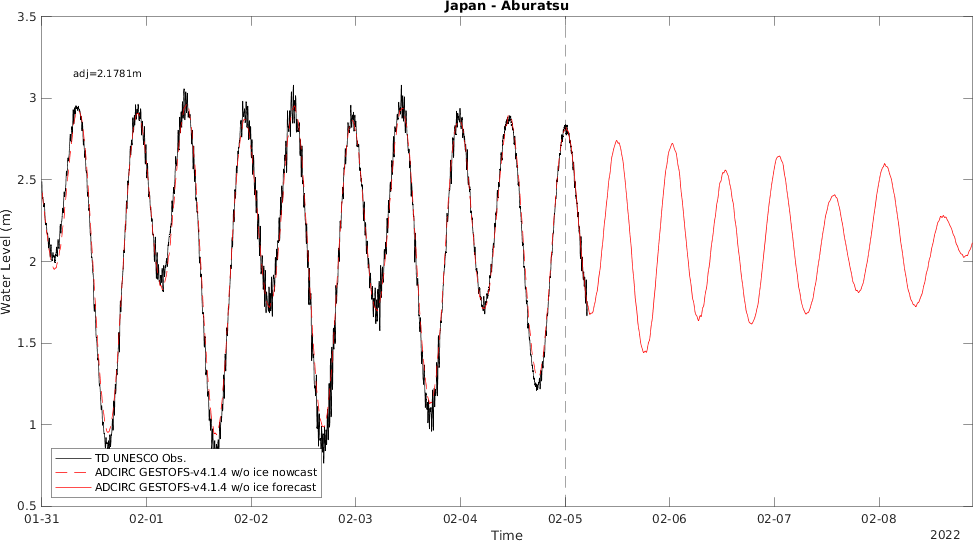 Japan - Aburatsu
3.5
adj=2.1781m
3
2.5
2
1.5
1
0.5
Water Level (m)
TD UNESCO Obs.
ADCIRC GESTOFS-v4.1.4 w/o ice nowcast
ADCIRC GESTOFS-v4.1.4 w/o ice forecast
01-31 02-01 02-02 02-03 02-04 02-05 02-06 02-07 02-08
Time
2022